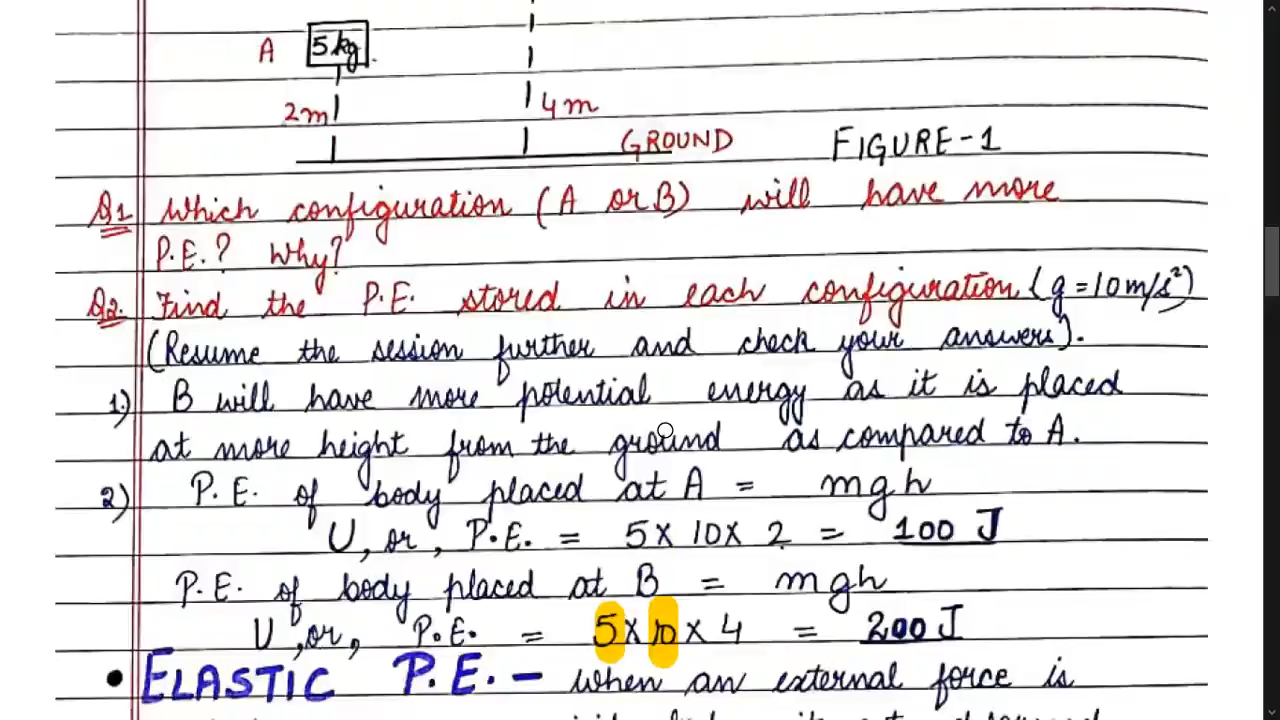 A 5 kg
2m 4m
GROUND FIGURE-1
Q1 Which configuration (A or B) will have more
P.E.? Why?
Q2. Find the P.E. stored in each configuration (g=10m/s²)
(Resume the session further and check your answers).
1.) B will have more potential energy as it is placed
at more height from the ground as compared to A.
2) P.E. of body placed at A = mgh
U, or, P.E. = 5 x 10 x 2 = 100 J
P.E. of body placed at B = mgh
U, or, P.E. = 5 x 10 x 4 = 200 J
• ELASTIC P.E. - when an external force is